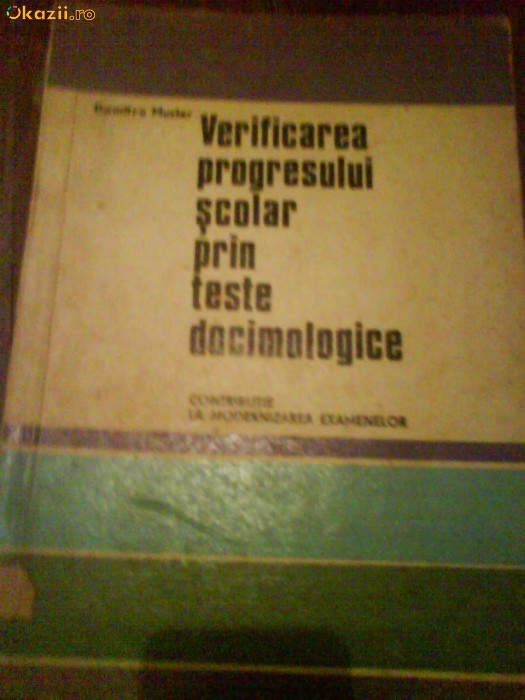 Okazii.ro
Dumitru Muster
Verificarea
progresului
şcolar
prin
teste
docimologice
CONTRIBUŢIE
LA MODERNIZAREA EXAMENELOR